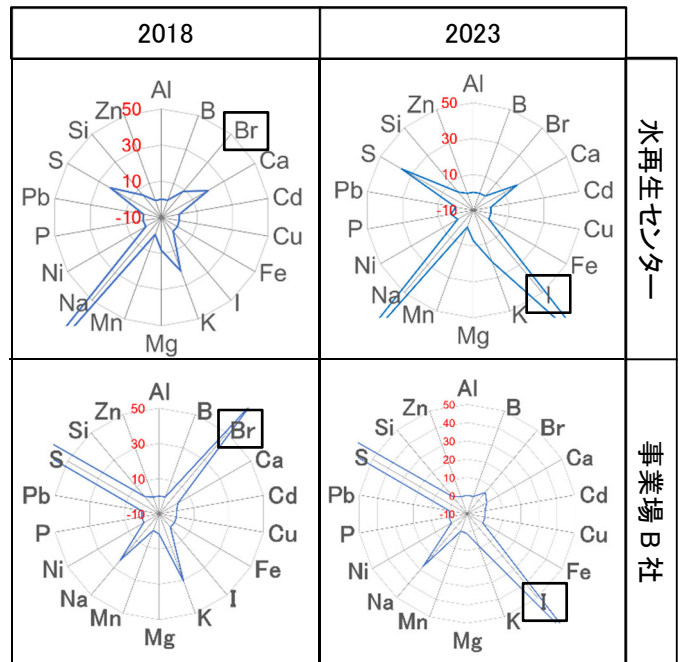 2018
2023
水再生センター
事業場B社
Al
B
Br
Ca
Cd
Cu
Fe
I
K
Mg
Mn
Na
Ni
P
Pb
S
Si
Zn
50
30
10
-10
Al
B
Br
Ca
Cd
Cu
Fe
I
K
Mg
Mn
Na
Ni
P
Pb
S
Si
Zn
50
30
10
-10
Al
B
Br
Ca
Cd
Cu
Fe
I
K
Mg
Mn
Na
Ni
P
Pb
S
Si
Zn
50
30
10
-10
Al
B
Br
Ca
Cd
Cu
Fe
I
K
Mg
Mn
Na
Ni
P
Pb
S
Si
Zn
50
40
30
20
10
0
-10